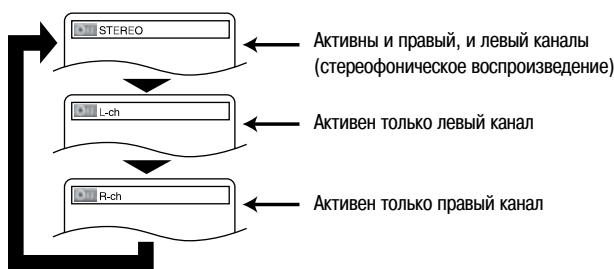 STEREO
Активны и правый, и левый каналы
(стереофоническое воспроизведение)
L-ch
Активен только левый канал
R-ch
Активен только правый канал